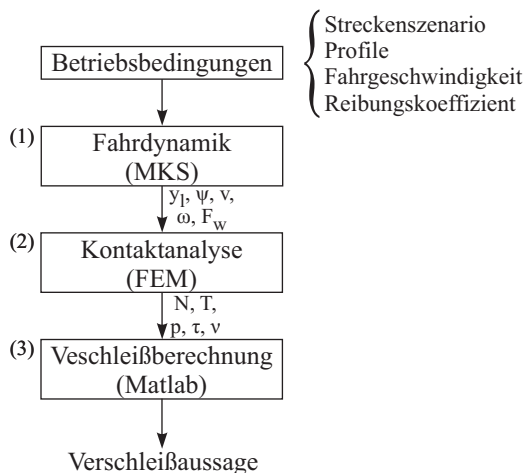 Betriebsbedingungen
Streckenszenario
Profile
Fahrgeschwindigkeit
Reibungskoeffizient
(1)
Fahrdynamik
(MKS)
y_l, ψ, v,
ω, F_w
(2)
Kontaktanalyse
(FEM)
N, T,
p, τ, ν
(3)
Veschleißberechnung
(Matlab)
Verschleißaussage